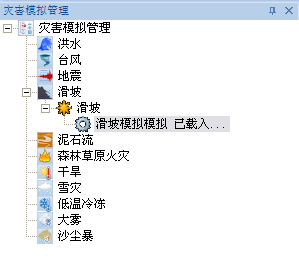 灾害模拟管理
灾害模拟管理
洪水
台风
地震
滑坡
滑坡
滑坡模拟模拟 已载入...
泥石流
森林草原火灾
干旱
雪灾
低温冷冻
大雾
沙尘暴